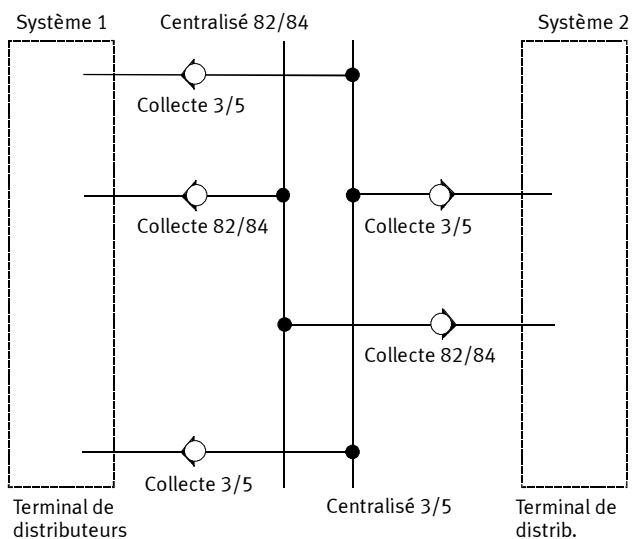 Système 1
Centralisé 82/84
Système 2
Collecte 3/5
Collecte 82/84
Collecte 3/5
Collecte 82/84
Collecte 3/5
Centralisé 3/5
Terminal de
distributeurs
Terminal de
distrib.